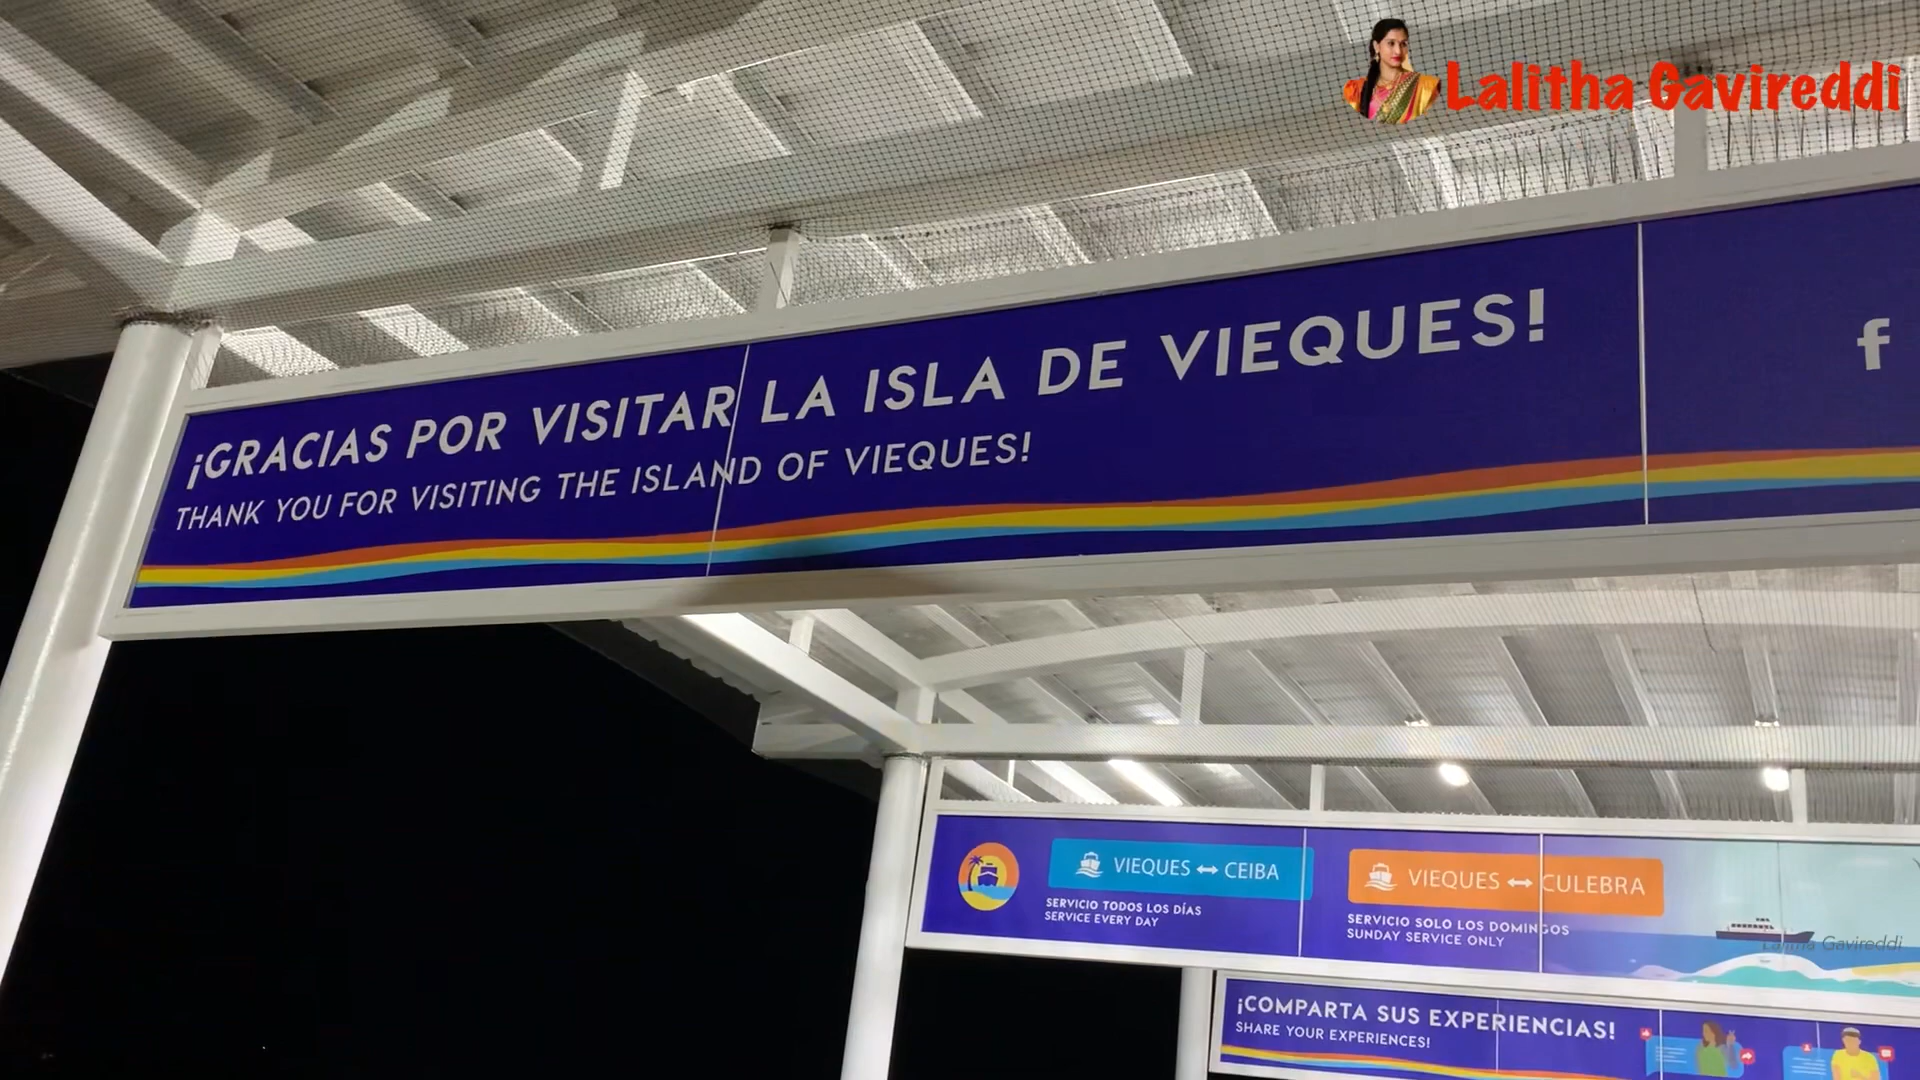 Lalitha Gavireddi
¡GRACIAS POR VISITAR LA ISLA DE VIEQUES!
THANK YOU FOR VISITING THE ISLAND OF VIEQUES!
f
VIEQUES ↔ CEIBA
SERVICIO TODOS LOS DÍAS
SERVICE EVERY DAY
VIEQUES ↔ CULEBRA
SERVICIO SOLO LOS DOMINGOS
SUNDAY SERVICE ONLY
Lalitha Gavireddi
¡COMPARTA SUS EXPERIENCIAS!
SHARE YOUR EXPERIENCES!